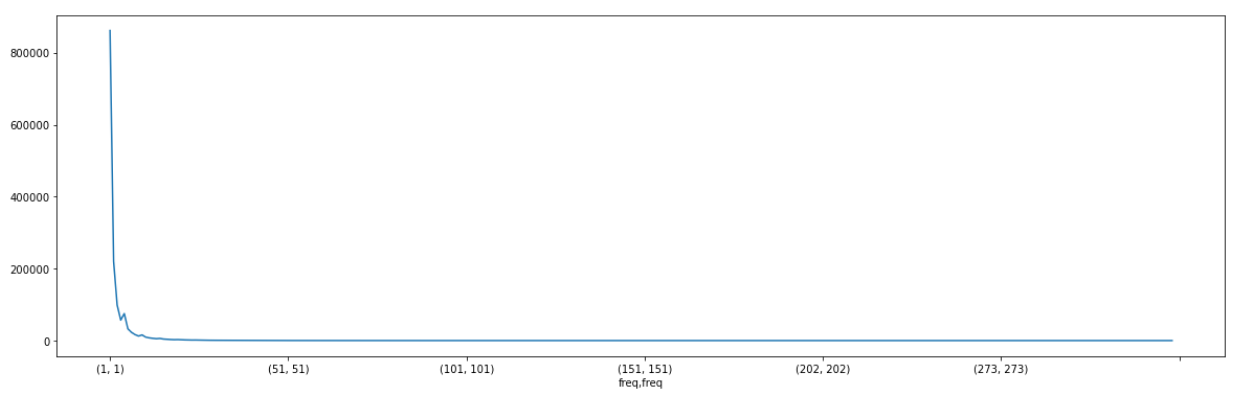 800000
600000
400000
200000
0
(1, 1) (51, 51) (101, 101) (151, 151) (202, 202) (273, 273)
freq,freq